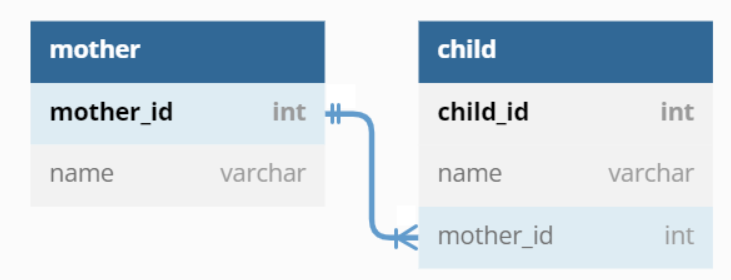 mother
mother_id int
name varchar
child
child_id int
name varchar
mother_id int